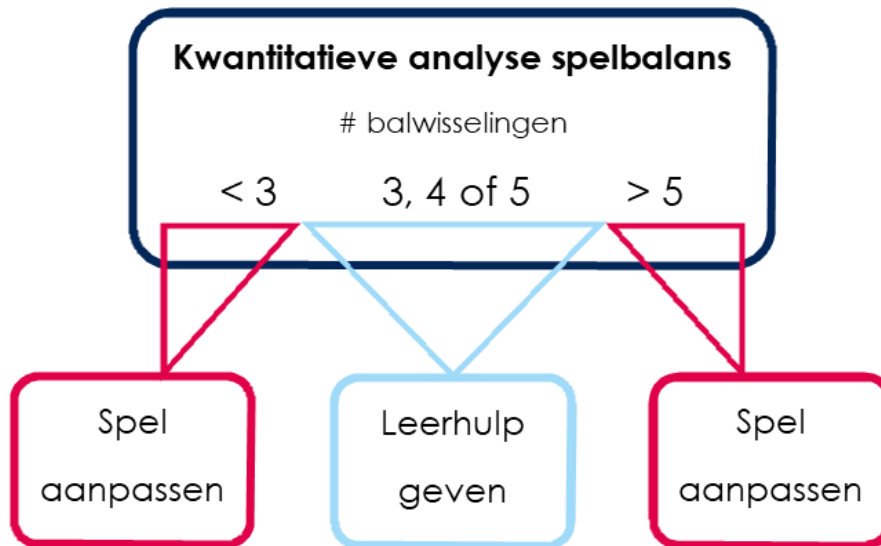 Kwantitatieve analyse spelbalans
# balwisselingen
< 3 3, 4 of 5 > 5
Spel
aanpassen
Leerhulp
geven
Spel
aanpassen